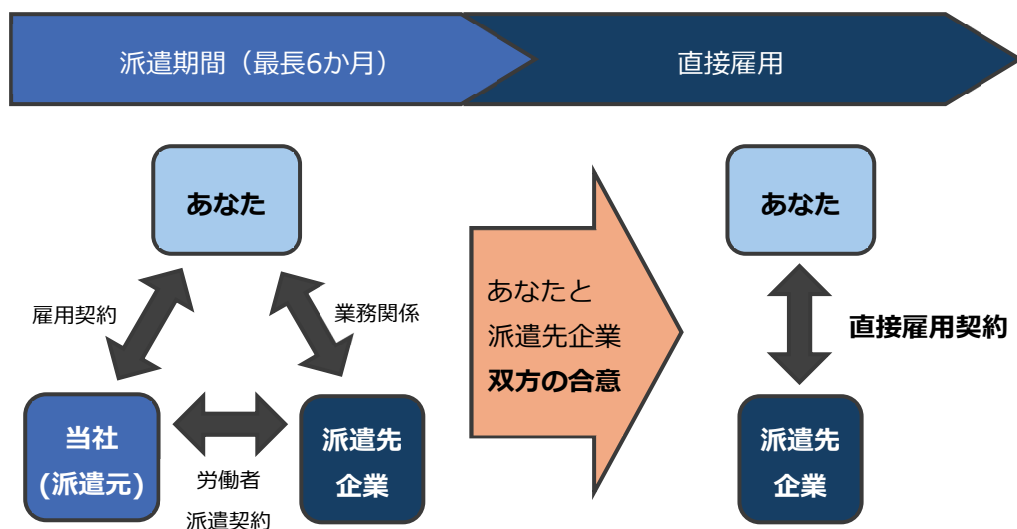 派遣期間（最長6か月）
直接雇用
あなた
雇用契約
業務関係
当社
(派遣元)
派遣先
企業
労働者
派遣契約
あなたと
派遣先企業
双方の合意
あなた
直接雇用契約
派遣先
企業